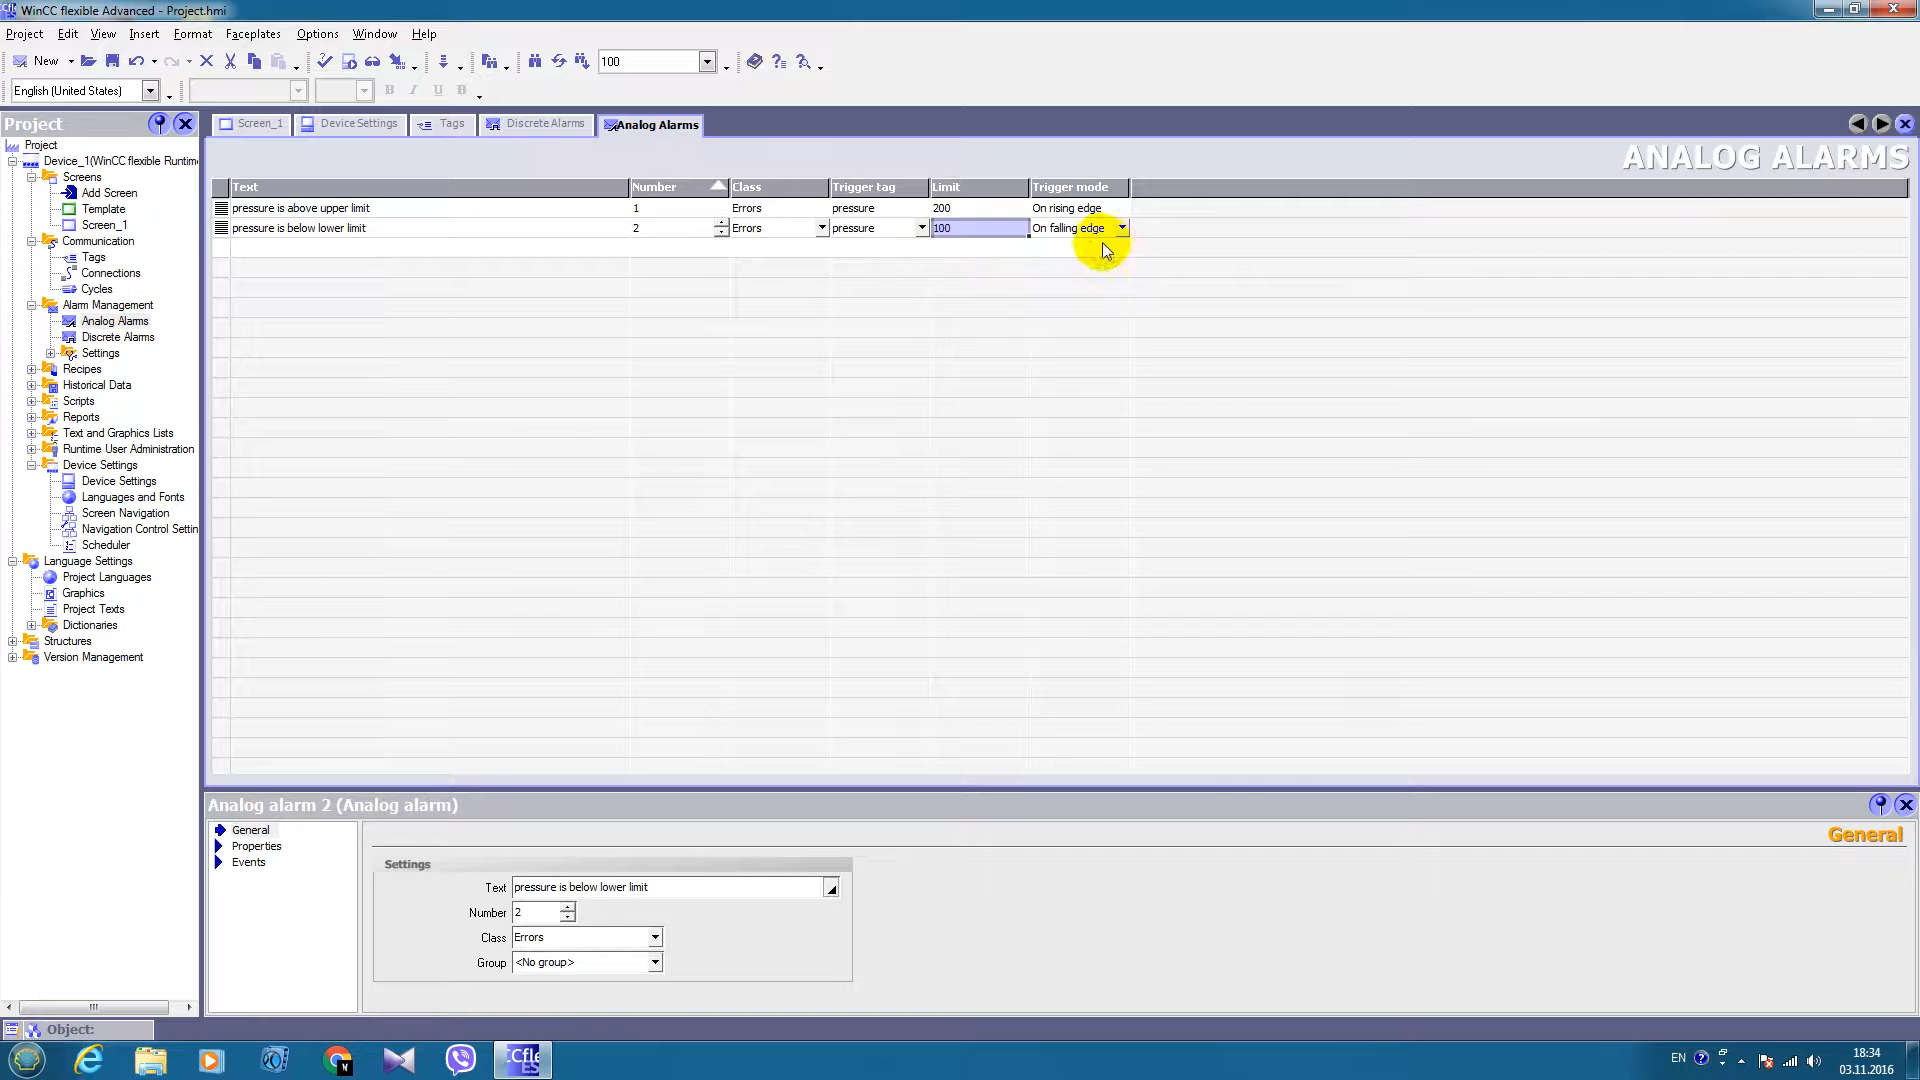 WinCC flexible Advanced - Project.hmi
Project Edit View Insert Format Faceplates Options Window Help
New 100
English (United States) B I U B
Project
Screen_1 Device Settings Tags Discrete Alarms Analog Alarms
Project
Device_1(WinCC flexible Runtime
Screens
Add Screen
Template
Screen_1
Communication
Tags
Connections
Cycles
Alarm Management
Analog Alarms
Discrete Alarms
Settings
Recipes
Historical Data
Scripts
Reports
Text and Graphics Lists
Runtime User Administration
Device Settings
Device Settings
Languages and Fonts
Screen Navigation
Navigation Control Settin
Scheduler
Language Settings
Project Languages
Graphics
Project Texts
Dictionaries
Structures
Version Management
ANALOG ALARMS
Text Number Class Trigger tag Limit Trigger mode
pressure is above upper limit 1 Errors pressure 200 On rising edge
pressure is below lower limit 2 Errors pressure 100 On falling edge
Analog alarm 2 (Analog alarm)
General
Properties
Events
General
Settings
Text pressure is below lower limit
Number 2
Class Errors
Group <No group>
Object:
EN 18:34
03.11.2016